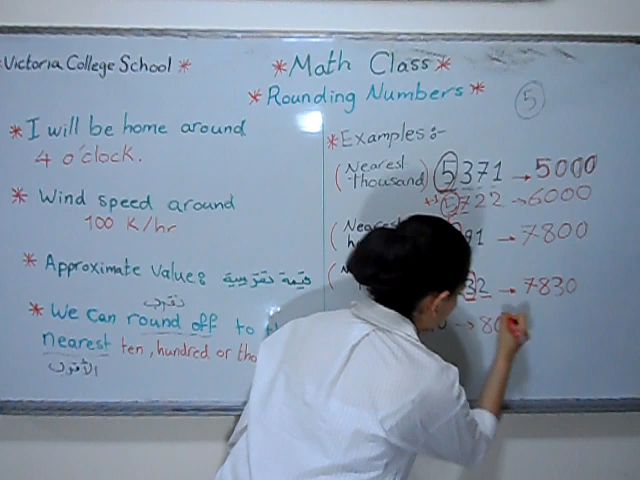 Victoria College School *
* Math Class *
* Rounding Numbers *
5
* I will be home around
4 o'clock.
* Wind speed around
100 K/hr
* Approximate value: قيمة تقريبية
نقرب
* We can round off to
nearest ten, hundred or
الأقرب
* Examples:-
(Nearest thousand) 5371 → 5000
+1 5722 → 6000
91 → 7800
32 → 7830
→ 80